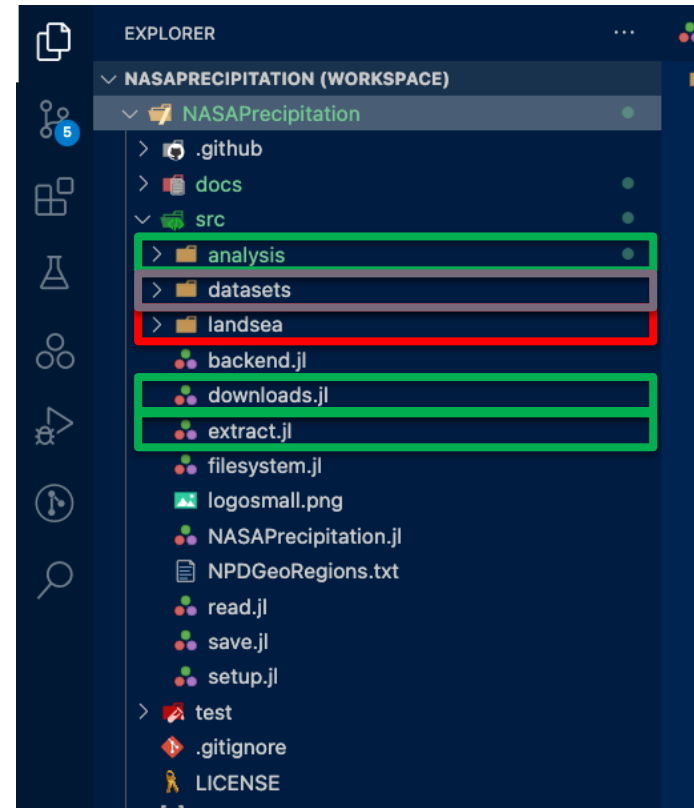 EXPLORER
NASAPRECIPITATION (WORKSPACE)
NASAPrecipitation
5
.github
docs
src
analysis
datasets
landsea
backend.jl
downloads.jl
extract.jl
filesystem.jl
logosmall.png
NASAPrecipitation.jl
NPDGeoRegions.txt
read.jl
save.jl
setup.jl
test
.gitignore
LICENSE